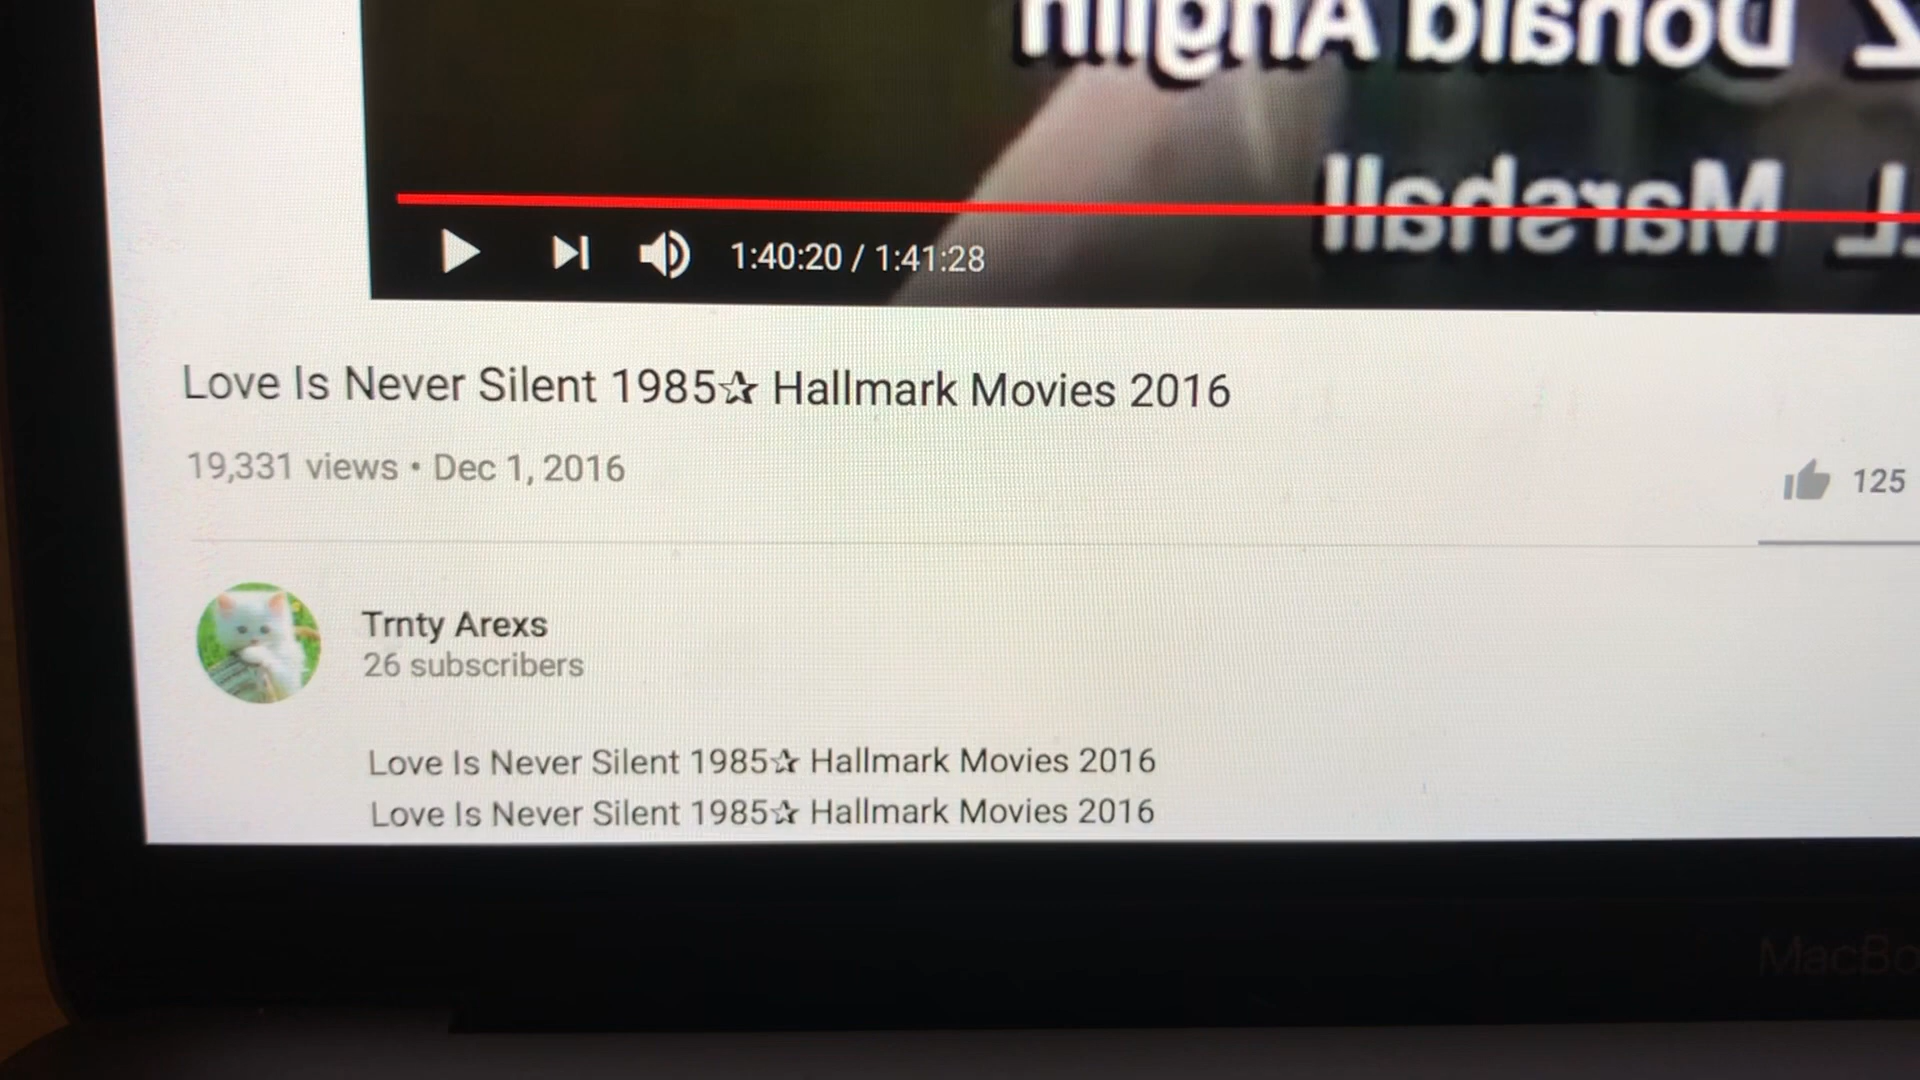 Z Donald Anglin
L Marshall
1:40:20 / 1:41:28
Love Is Never Silent 1985☆ Hallmark Movies 2016
19,331 views • Dec 1, 2016
125
Trnty Arexs
26 subscribers
Love Is Never Silent 1985☆ Hallmark Movies 2016
Love Is Never Silent 1985☆ Hallmark Movies 2016